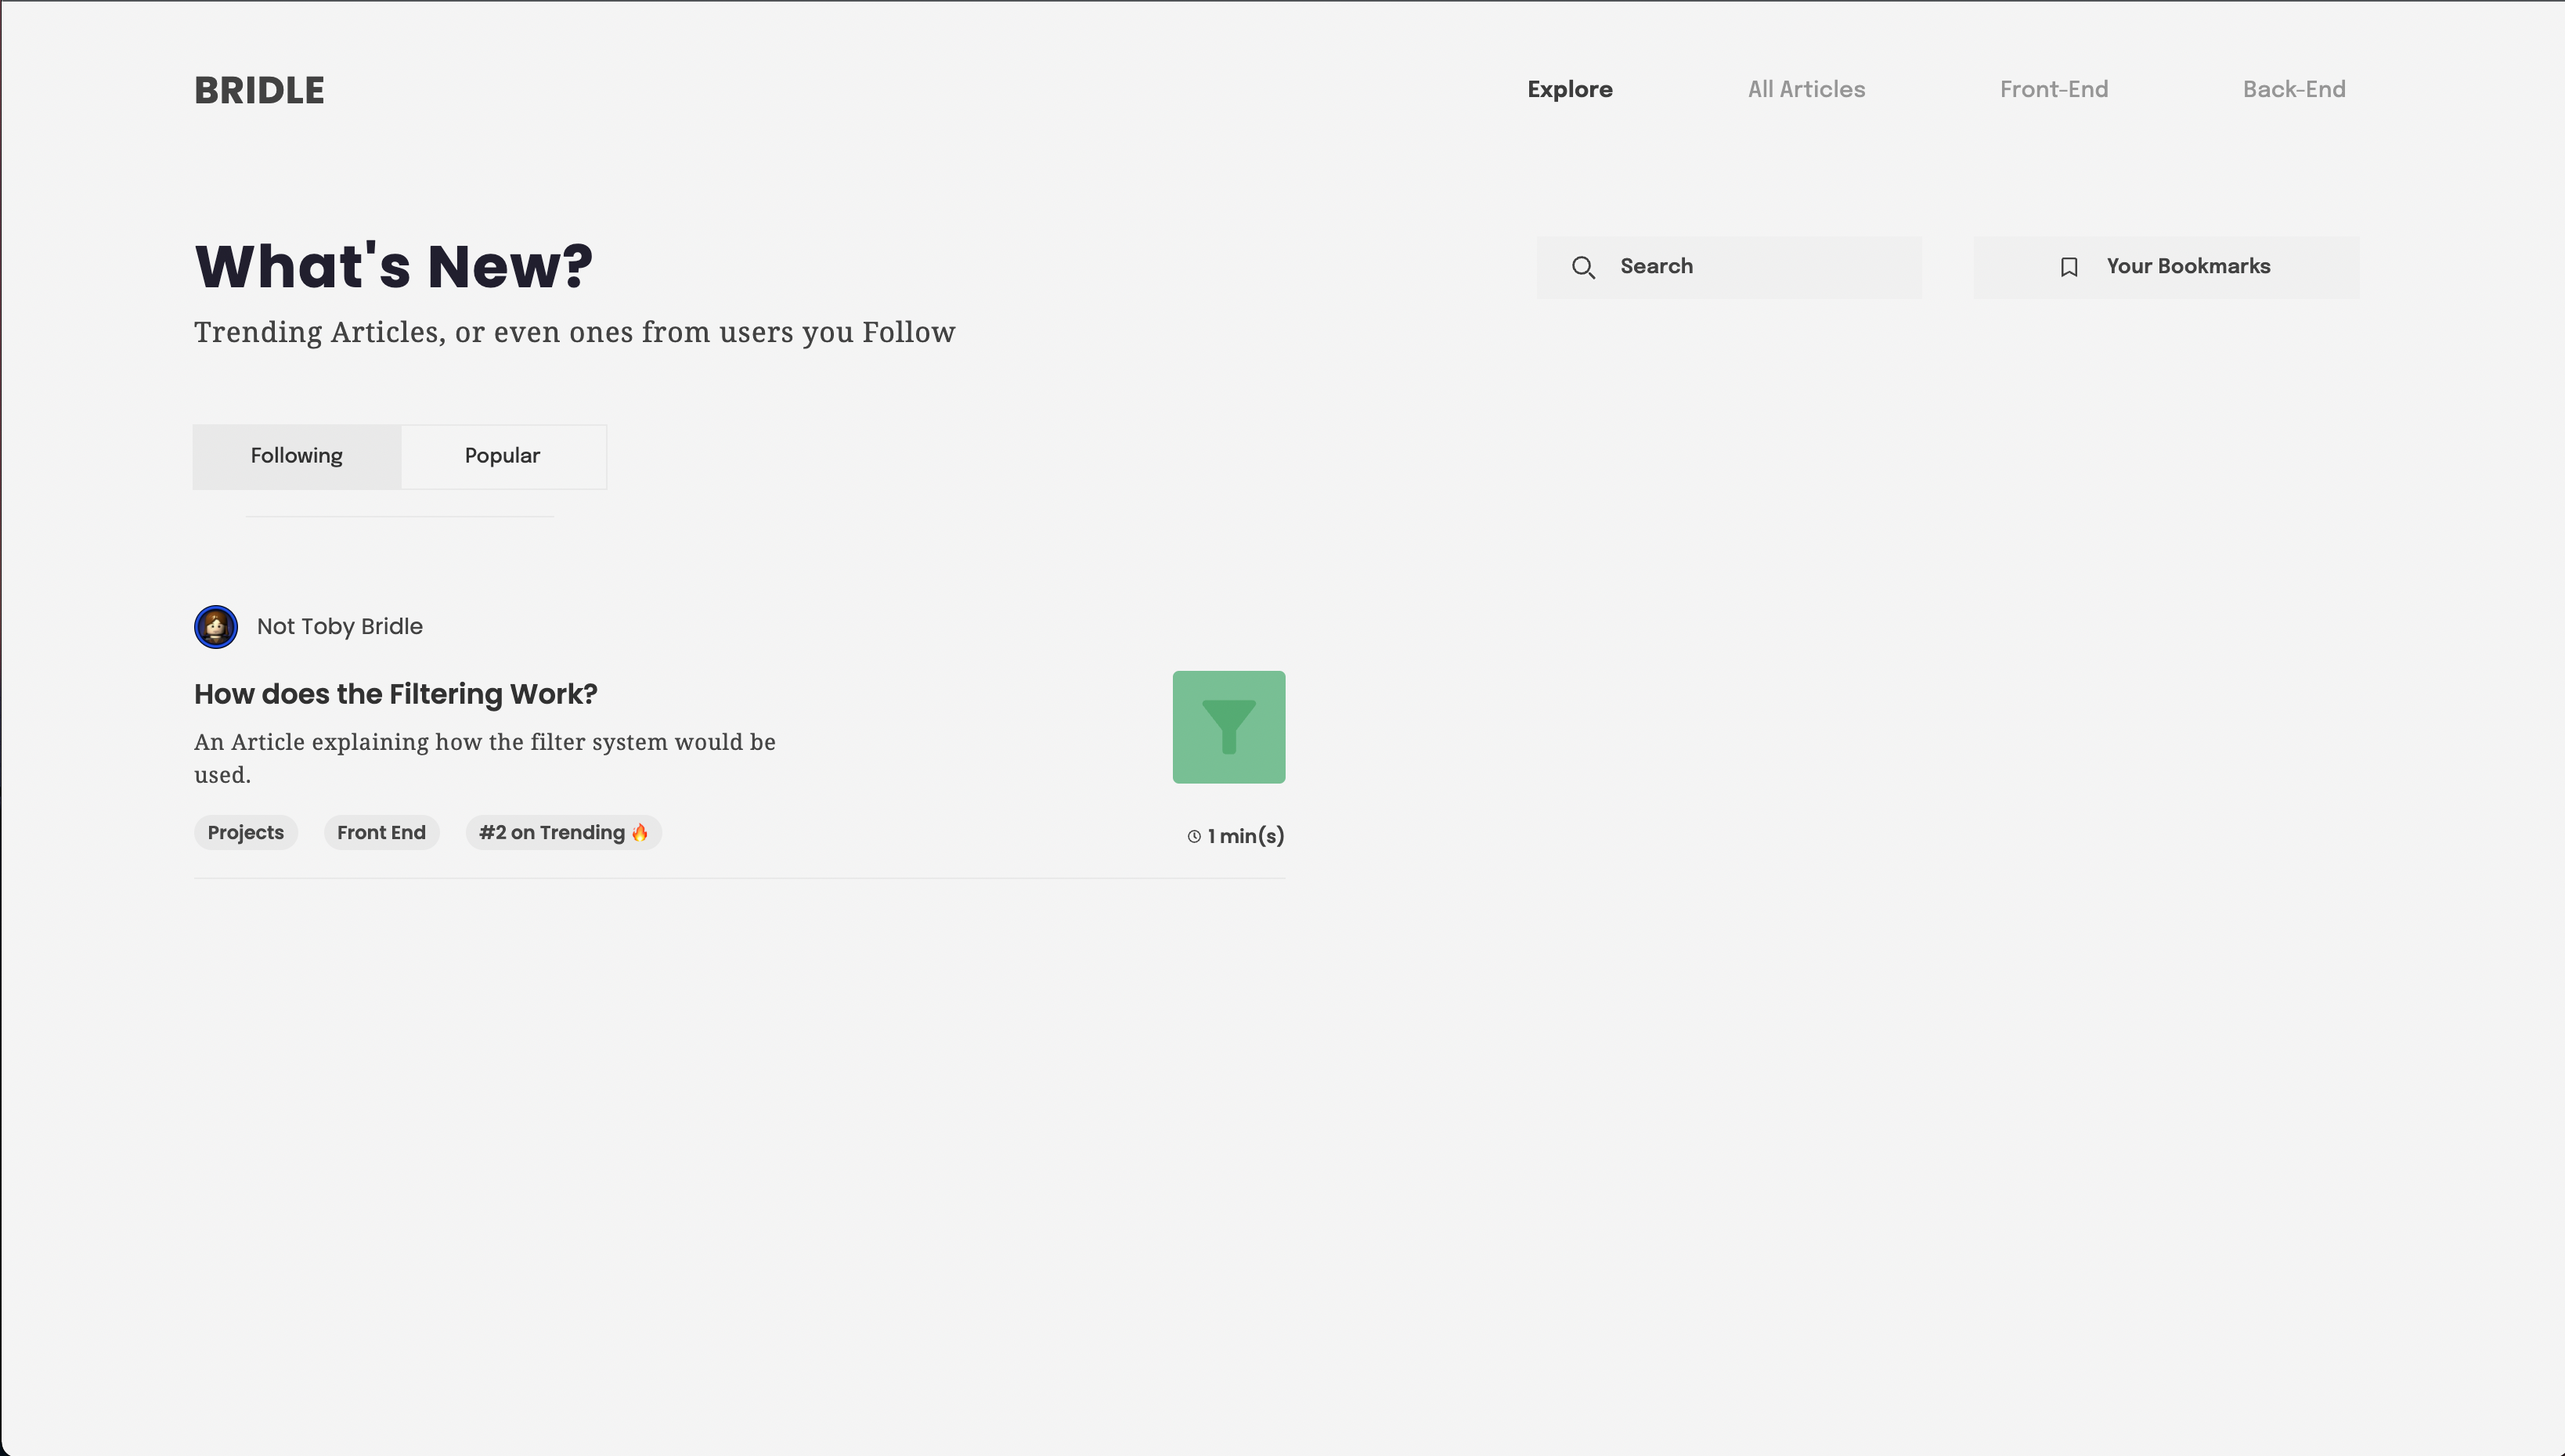 BRIDLE
Explore
All Articles
Front-End
Back-End
What's New?
Search
Your Bookmarks
Trending Articles, or even ones from users you Follow
Following
Popular
Not Toby Bridle
How does the Filtering Work?
An Article explaining how the filter system would be
used.
Projects
Front End
#2 on Trending 🔥
1 min(s)